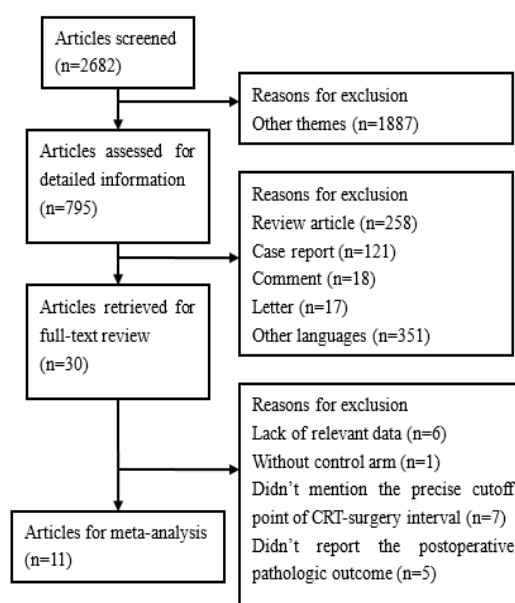 Articles screened
(n=2682)
Reasons for exclusion
Other themes (n=1887)
Articles assessed for
detailed information
(n=795)
Reasons for exclusion
Review article (n=258)
Case report (n=121)
Comment (n=18)
Letter (n=17)
Other languages (n=351)
Articles retrieved for
full-text review
(n=30)
Reasons for exclusion
Lack of relevant data (n=6)
Without control arm (n=1)
Didn't mention the precise cutoff
point of CRT-surgery interval (n=7)
Didn't report the postoperative
pathologic outcome (n=5)
Articles for meta-analysis
(n=11)